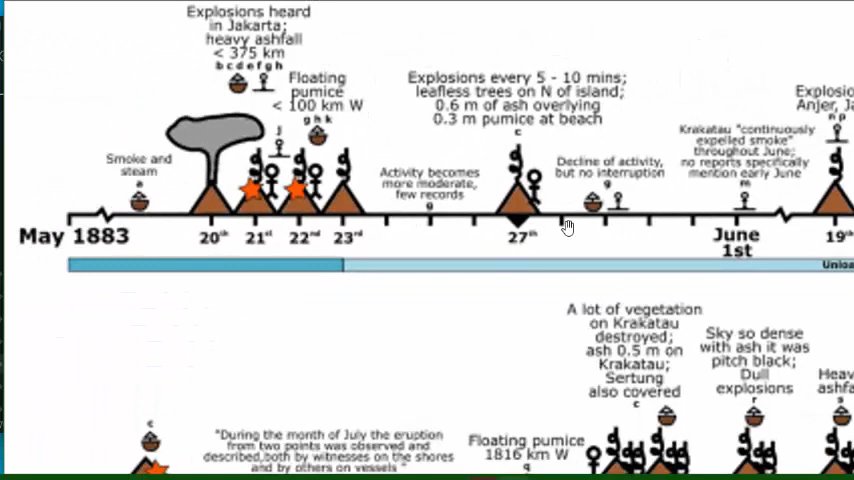 Explosions heard
in Jakarta;
heavy ashfall
< 375 km
b c d e f g h
Floating
pumice
< 100 km W
g h k
j
Smoke and
steam
a
Activity becomes
more moderate,
few records
g
Explosions every 5 - 10 mins;
leafless trees on N of island;
0.6 m of ash overlying
0.3 m pumice at beach
c
Decline of activity,
but no interruption
g
Krakatau "continuously
expelled smoke"
throughout June;
no reports specifically
mention early June
m
Explosio
Anjer, Ja
n p
May 1883
20th
21st
22nd
23rd
27th
June
1st
19th
Unloa
A lot of vegetation
on Krakatau
destroyed;
ash 0.5 m on
Krakatau;
Sertung
also covered
c
Sky so dense
with ash it was
pitch black;
Dull
explosions
r
Heav
ashfa
s
c
"During the month of July the eruption
from two points was observed and
described,both by witnesses on the shores
and by others on vessels "
Floating pumice
1816 km W
q